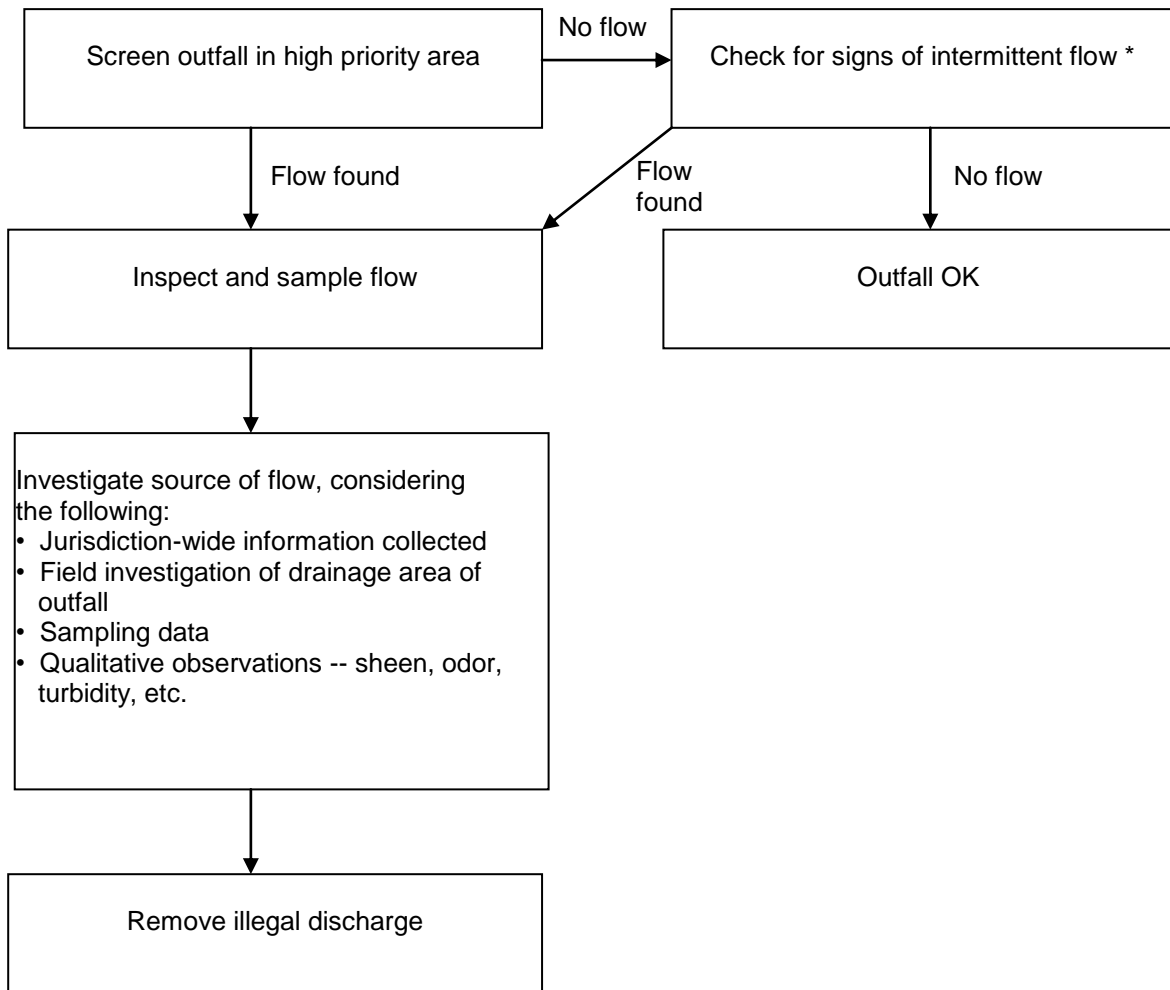 No flow
Screen outfall in high priority area
Check for signs of intermittent flow *
Flow found
Flow
found
No flow
Inspect and sample flow
Outfall OK
Investigate source of flow, considering
the following:
• Jurisdiction-wide information collected
• Field investigation of drainage area of
outfall
• Sampling data
• Qualitative observations -- sheen, odor,
turbidity, etc.
Remove illegal discharge